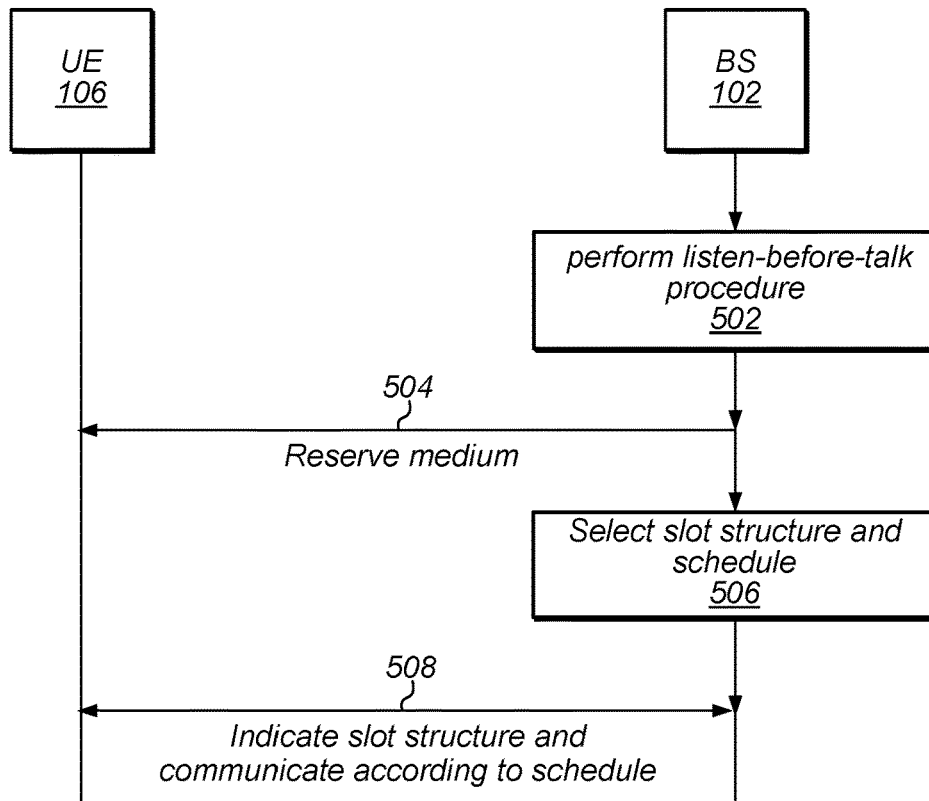 UE
106
BS
102
perform listen-before-talk
procedure
502
504
Reserve medium
Select slot structure and
schedule
506
508
Indicate slot structure and
communicate according to schedule